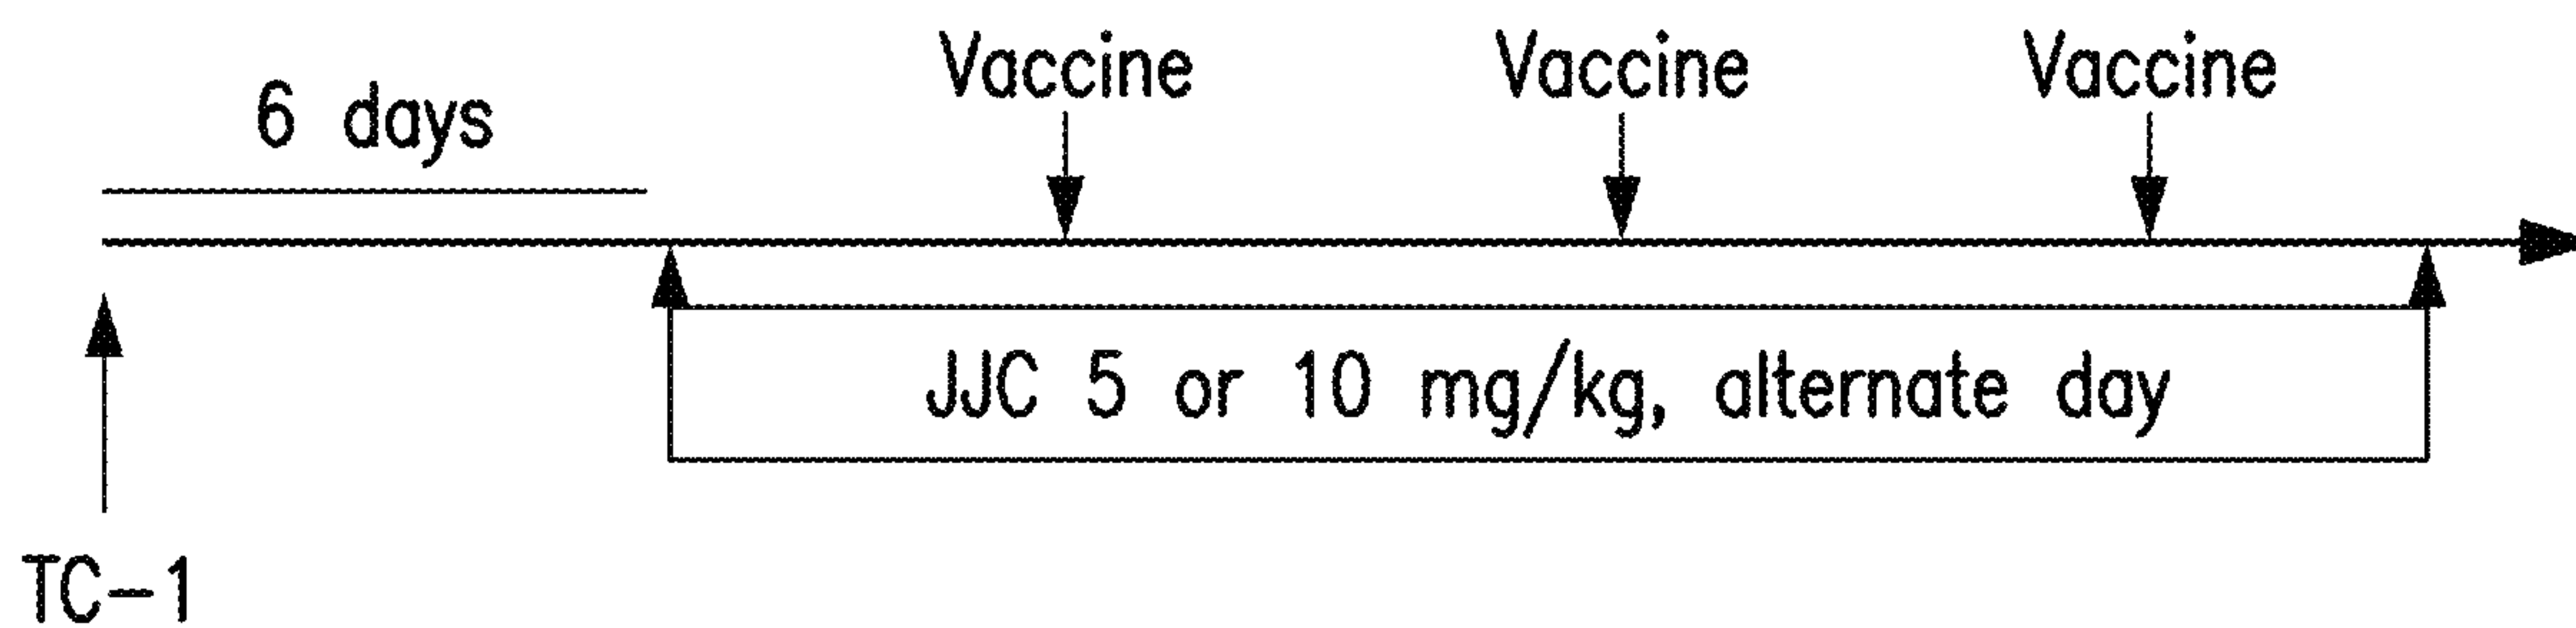 Vaccine Vaccine Vaccine
6 days
JJC 5 or 10 mg/kg, alternate day
TC-1